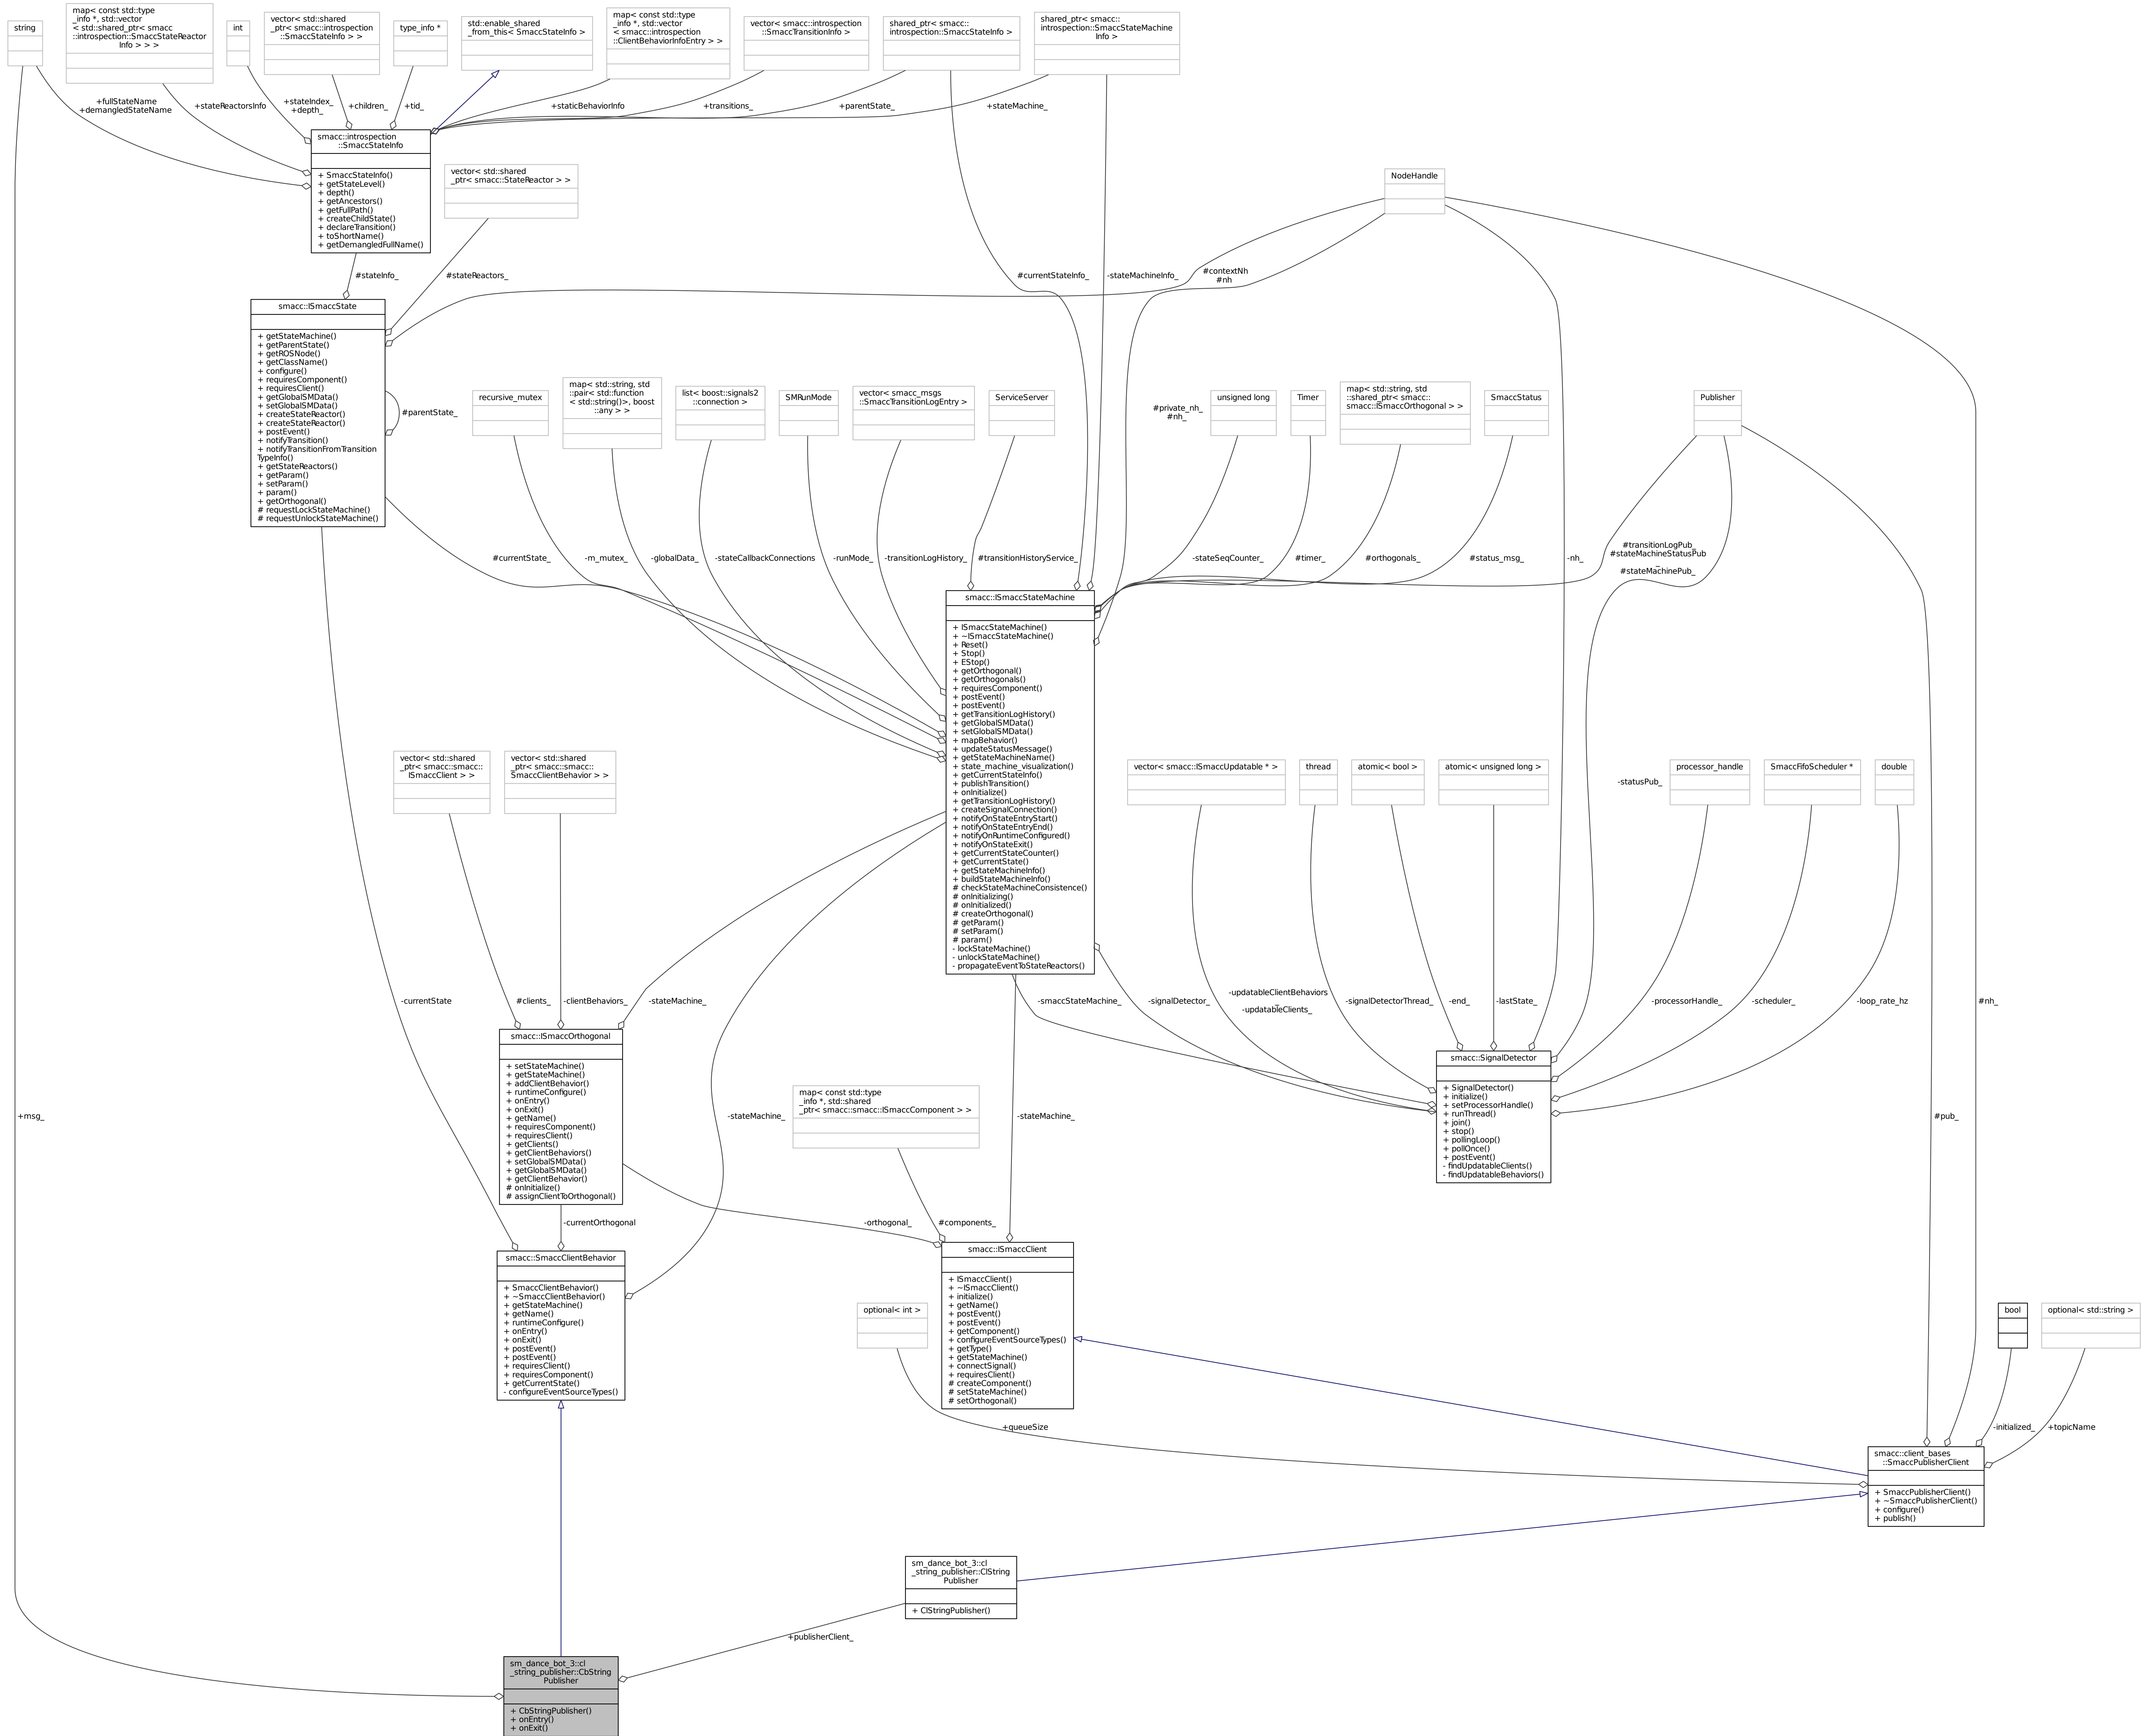 string
map< const std::type
_info *, std::vector
< std::shared_ptr< smacc
::introspection::SmaccStateReactor
Info > > >
int
vector< std::shared
_ptr< smacc::introspection
::SmaccStateInfo > >
type_info *
std::enable_shared
_from_this< SmaccStateInfo >
map< const std::type
_info *, std::vector
< smacc::introspection
::ClientBehaviorInfoEntry > >
vector< smacc::introspection
::SmaccTransitionInfo >
shared_ptr< smacc::
introspection::SmaccStateInfo >
shared_ptr< smacc::
introspection::SmaccStateMachine
Info >
+fullStateName
+demangledStateName
+stateReactorsInfo
+stateIndex_
+depth_
+children_
+tid_
+staticBehaviorInfo
+transitions_
+parentState_
+stateMachine_
smacc::introspection
::SmaccStateInfo
+ SmaccStateInfo()
+ getStateLevel()
+ depth()
+ getAncestors()
+ getFullPath()
+ createChildState()
+ declareTransition()
+ toShortName()
+ getDemangledFullName()
vector< std::shared
_ptr< smacc::StateReactor > >
NodeHandle
#stateInfo_
#stateReactors_
#currentStateInfo_
-stateMachineInfo_
#contextNh
#nh
smacc::ISmaccState
+ getStateMachine()
+ getParentState()
+ getROSNode()
+ getClassName()
+ configure()
+ requiresComponent()
+ requiresClient()
+ getGlobalSMData()
+ setGlobalSMData()
+ createStateReactor()
+ createStateReactor()
+ postEvent()
+ notifyTransition()
+ notifyTransitionFromTransition
TypeInfo()
+ getStateReactors()
+ getParam()
+ setParam()
+ param()
+ getOrthogonal()
# requestLockStateMachine()
# requestUnlockStateMachine()
#parentState_
recursive_mutex
map< std::string, std
::pair< std::function
< std::string()>, boost
::any > >
list< boost::signals2
::connection >
SMRunMode
vector< smacc_msgs
::SmaccTransitionLogEntry >
ServiceServer
#private_nh_
#nh_
unsigned long
Timer
map< std::string, std
::shared_ptr< smacc::
smacc::ISmaccOrthogonal > >
SmaccStatus
Publisher
#currentState_
-m_mutex_
-globalData_
-stateCallbackConnections
-runMode_
-transitionLogHistory_
#transitionHistoryService_
-stateSeqCounter_
#timer_
#orthogonals_
#status_msg_
-nh_
#transitionLogPub_
#stateMachineStatusPub
_
#stateMachinePub_
smacc::ISmaccStateMachine
+ ISmaccStateMachine()
+ ~ISmaccStateMachine()
+ Reset()
+ Stop()
+ EStop()
+ getOrthogonal()
+ getOrthogonals()
+ requiresComponent()
+ postEvent()
+ postEvent()
+ getTransitionLogHistory()
+ getGlobalSMData()
+ setGlobalSMData()
+ mapBehavior()
+ updateStatusMessage()
+ getStateMachineName()
+ state_machine_visualization()
+ getCurrentStateInfo()
+ publishTransition()
+ onInitialize()
+ getTransitionLogHistory()
+ createSignalConnection()
+ notifyOnStateEntryStart()
+ notifyOnStateEntryEnd()
+ notifyOnRuntimeConfigured()
+ notifyOnStateExit()
+ getCurrentStateCounter()
+ getCurrentState()
+ getStateMachineInfo()
+ buildStateMachineInfo()
# checkStateMachineConsistence()
# onInitializing()
# onInitialized()
# createOrthogonal()
# getParam()
# setParam()
# param()
- lockStateMachine()
- unlockStateMachine()
- propagateEventToStateReactors()
vector< std::shared
_ptr< smacc::smacc::
ISmaccClient > >
vector< std::shared
_ptr< smacc::smacc::
SmaccClientBehavior > >
vector< smacc::ISmaccUpdatable * >
thread
atomic< bool >
atomic< unsigned long >
-statusPub_
processor_handle
SmaccFifoScheduler *
double
-currentState
#clients_
-clientBehaviors_
-stateMachine_
-smaccStateMachine_
-signalDetector_
-updatableClientBehaviors
_
-updatableClients_
-signalDetectorThread_
-end_
-lastState_
-processorHandle_
-scheduler_
-loop_rate_hz
#nh_
smacc::ISmaccOrthogonal
+ setStateMachine()
+ getStateMachine()
+ addClientBehavior()
+ runtimeConfigure()
+ onEntry()
+ onExit()
+ getName()
+ requiresComponent()
+ requiresClient()
+ getClients()
+ getClientBehaviors()
+ setGlobalSMData()
+ getGlobalSMData()
+ getClientBehavior()
# onInitialize()
# assignClientToOrthogonal()
smacc::SignalDetector
+ SignalDetector()
+ initialize()
+ setProcessorHandle()
+ runThread()
+ join()
+ stop()
+ pollingLoop()
+ pollOnce()
+ postEvent()
- findUpdatableClients()
- findUpdatableBehaviors()
+msg_
-stateMachine_
map< const std::type
_info *, std::shared
_ptr< smacc::smacc::ISmaccComponent > >
-stateMachine_
#pub_
-currentOrthogonal
-orthogonal_
#components_
smacc::SmaccClientBehavior
+ SmaccClientBehavior()
+ ~SmaccClientBehavior()
+ getStateMachine()
+ getName()
+ runtimeConfigure()
+ onEntry()
+ onExit()
+ postEvent()
+ postEvent()
+ requiresClient()
+ requiresComponent()
+ getCurrentState()
- configureEventSourceTypes()
optional< int >
smacc::ISmaccClient
+ ISmaccClient()
+ ~ISmaccClient()
+ initialize()
+ getName()
+ postEvent()
+ postEvent()
+ getComponent()
+ configureEventSourceTypes()
+ getType()
+ getStateMachine()
+ connectSignal()
+ requiresClient()
# createComponent()
# setStateMachine()
# setOrthogonal()
bool
optional< std::string >
+queueSize
-initialized_
+topicName
smacc::client_bases
::SmaccPublisherClient
+ SmaccPublisherClient()
+ ~SmaccPublisherClient()
+ configure()
+ publish()
sm_dance_bot_3::cl
_string_publisher::ClString
Publisher
+ ClStringPublisher()
+publisherClient_
sm_dance_bot_3::cl
_string_publisher::CbString
Publisher
+ CbStringPublisher()
+ onEntry()
+ onExit()